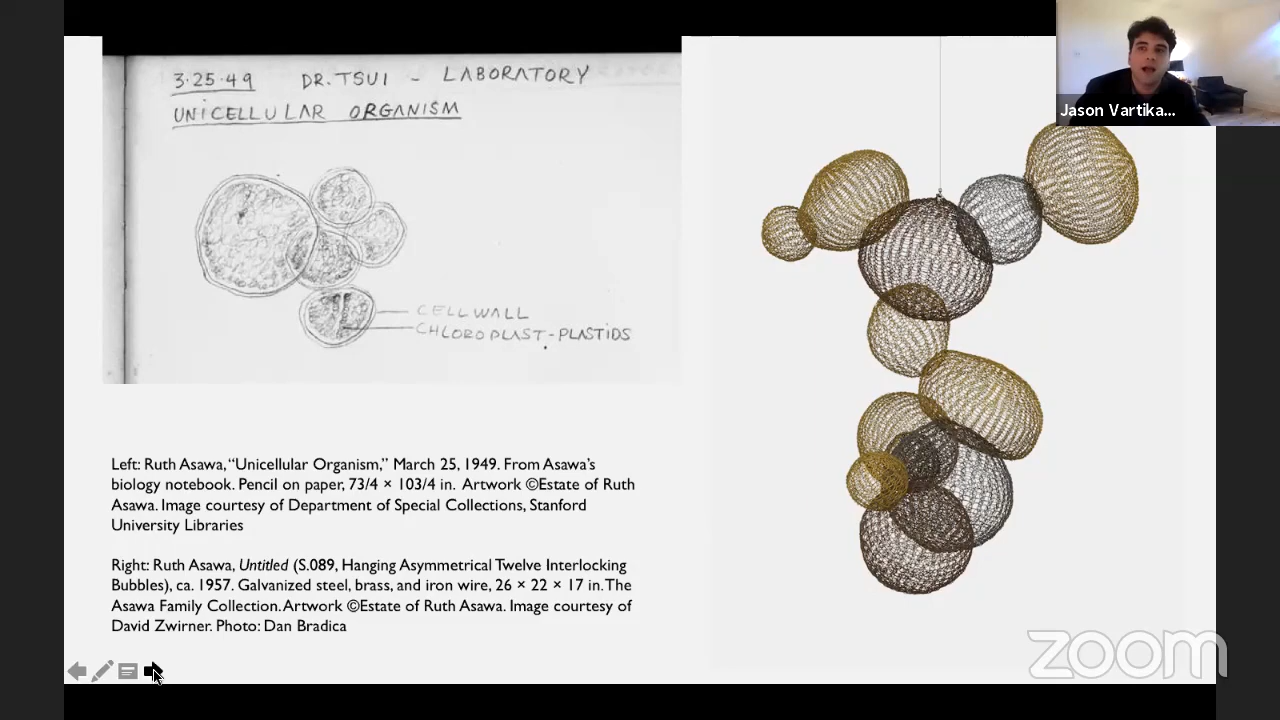 3·25·49 DR. TSUI - LABORATORY
UNICELLULAR ORGANISM
CELL WALL
CHLOROPLAST-PLASTIDS
Left: Ruth Asawa, “Unicellular Organism,” March 25, 1949. From Asawa’s
biology notebook. Pencil on paper, 73/4 × 103/4 in. Artwork ©Estate of Ruth
Asawa. Image courtesy of Department of Special Collections, Stanford
University Libraries
Right: Ruth Asawa, Untitled (S.089, Hanging Asymmetrical Twelve Interlocking
Bubbles), ca. 1957. Galvanized steel, brass, and iron wire, 26 × 22 × 17 in. The
Asawa Family Collection. Artwork ©Estate of Ruth Asawa. Image courtesy of
David Zwirner. Photo: Dan Bradica
Jason Vartika...
zoom